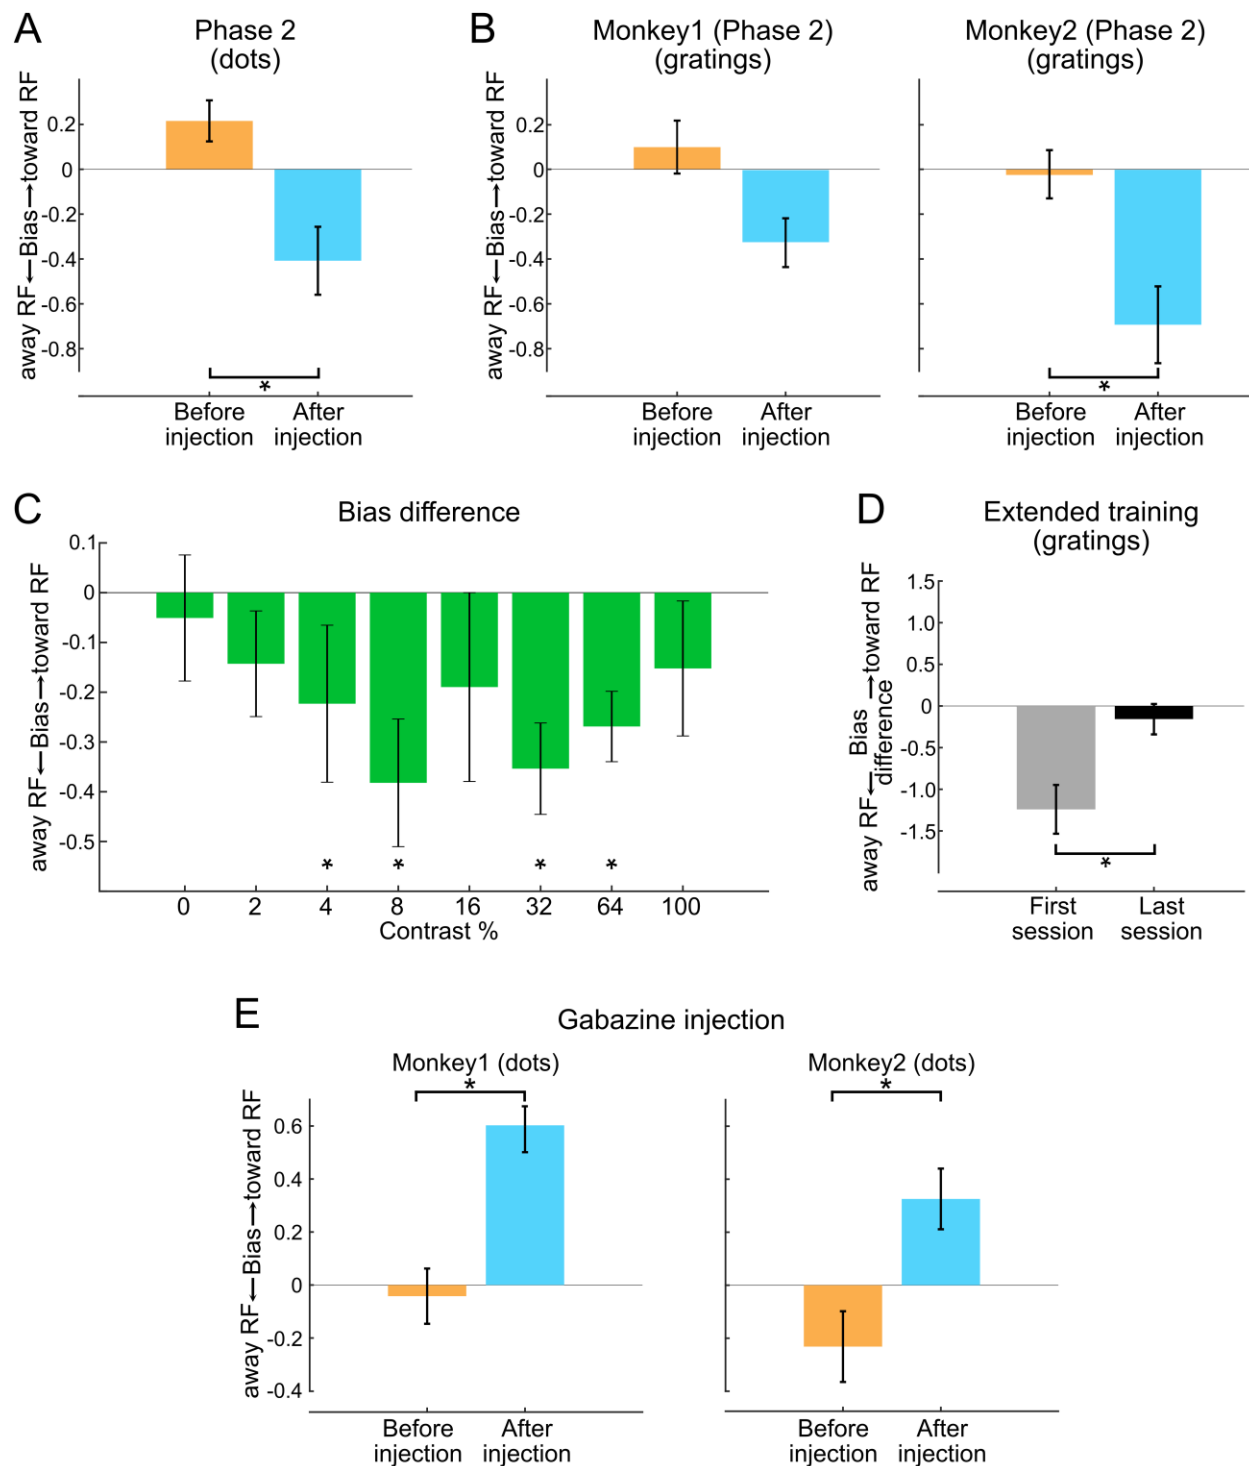 A
Phase 2
(dots)
away RF←Bias→toward RF
0.2
0
-0.2
-0.4
-0.6
-0.8
*
Before
injection
After
injection
B
Monkey1 (Phase 2)
(gratings)
away RF←Bias→toward RF
0.2
0
-0.2
-0.4
-0.6
-0.8
Before
injection
After
injection
Monkey2 (Phase 2)
(gratings)
*
Before
injection
After
injection
C
Bias difference
away RF←Bias→toward RF
0.1
0
-0.1
-0.2
-0.3
-0.4
-0.5
* * * *
0 2 4 8 16 32 64 100
Contrast %
D
Extended training
(gratings)
away RF← Bias →toward RF
difference
1.5
1.0
0.5
0
-0.5
-1.0
-1.5
*
First
session
Last
session
E
Gabazine injection
Monkey1 (dots)
*
away RF←Bias→toward RF
0.6
0.4
0.2
0
-0.2
-0.4
Before
injection
After
injection
Monkey2 (dots)
*
Before
injection
After
injection